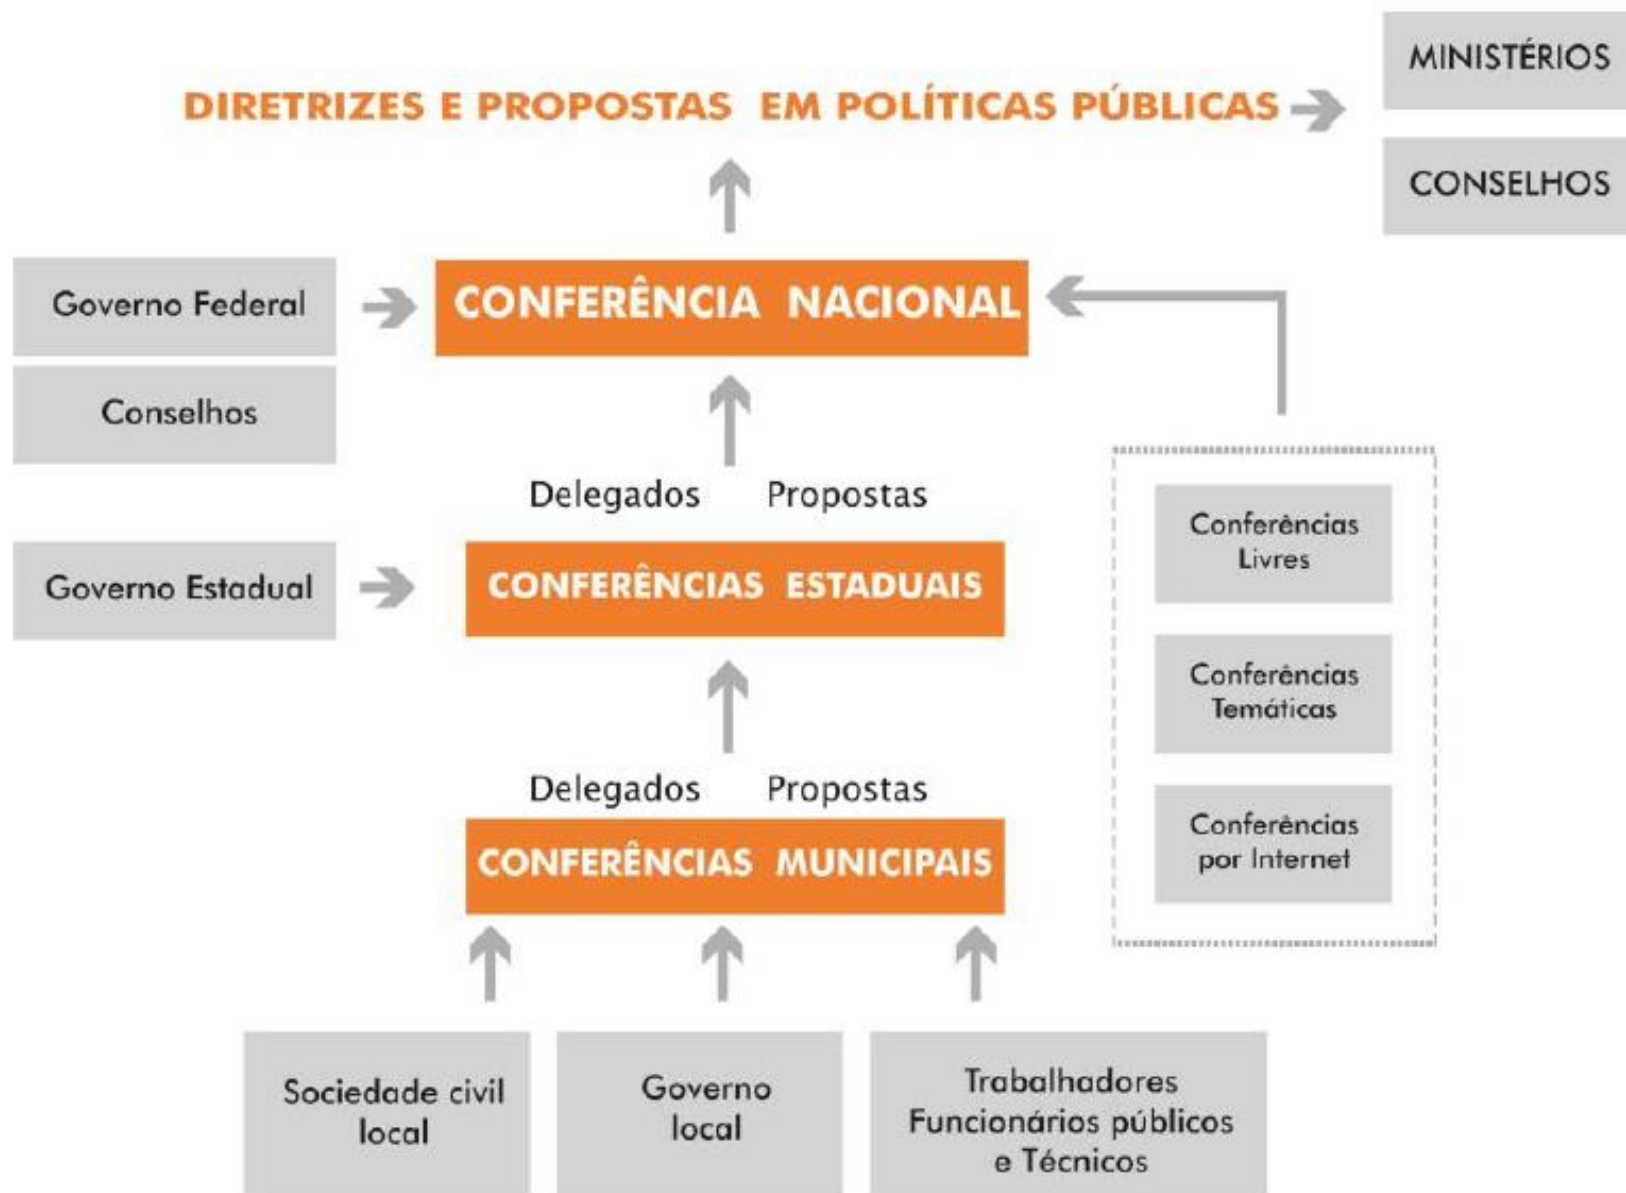 MINISTÉRIOS
DIRETRIZES E PROPOSTAS EM POLÍTICAS PÚBLICAS
CONSELHOS
Governo Federal
CONFERÊNCIA NACIONAL
Conselhos
Delegados Propostas
Conferências
Livres
Governo Estadual
CONFERÊNCIAS ESTADUAIS
Conferências
Temáticas
Delegados Propostas
Conferências
por Internet
CONFERÊNCIAS MUNICIPAIS
Sociedade civil
local
Governo
local
Trabalhadores
Funcionários públicos
e Técnicos